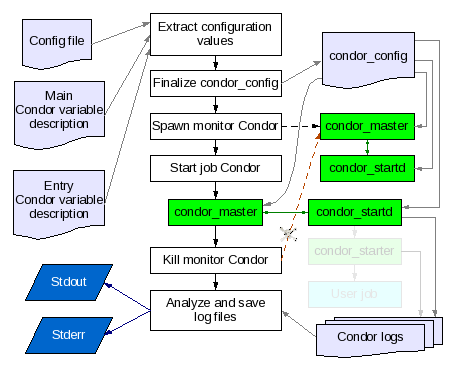 Config file
Extract configuration
values
condor_config
Finalize condor_config
Main
Condor variable
description
Spawn monitor Condor
condor_master
Start job Condor
condor_startd
Entry
Condor variable
description
condor_master
condor_startd
Kill monitor Condor
condor_starter
Stdout
Analyze and save
log files
User job
Stderr
Condor logs